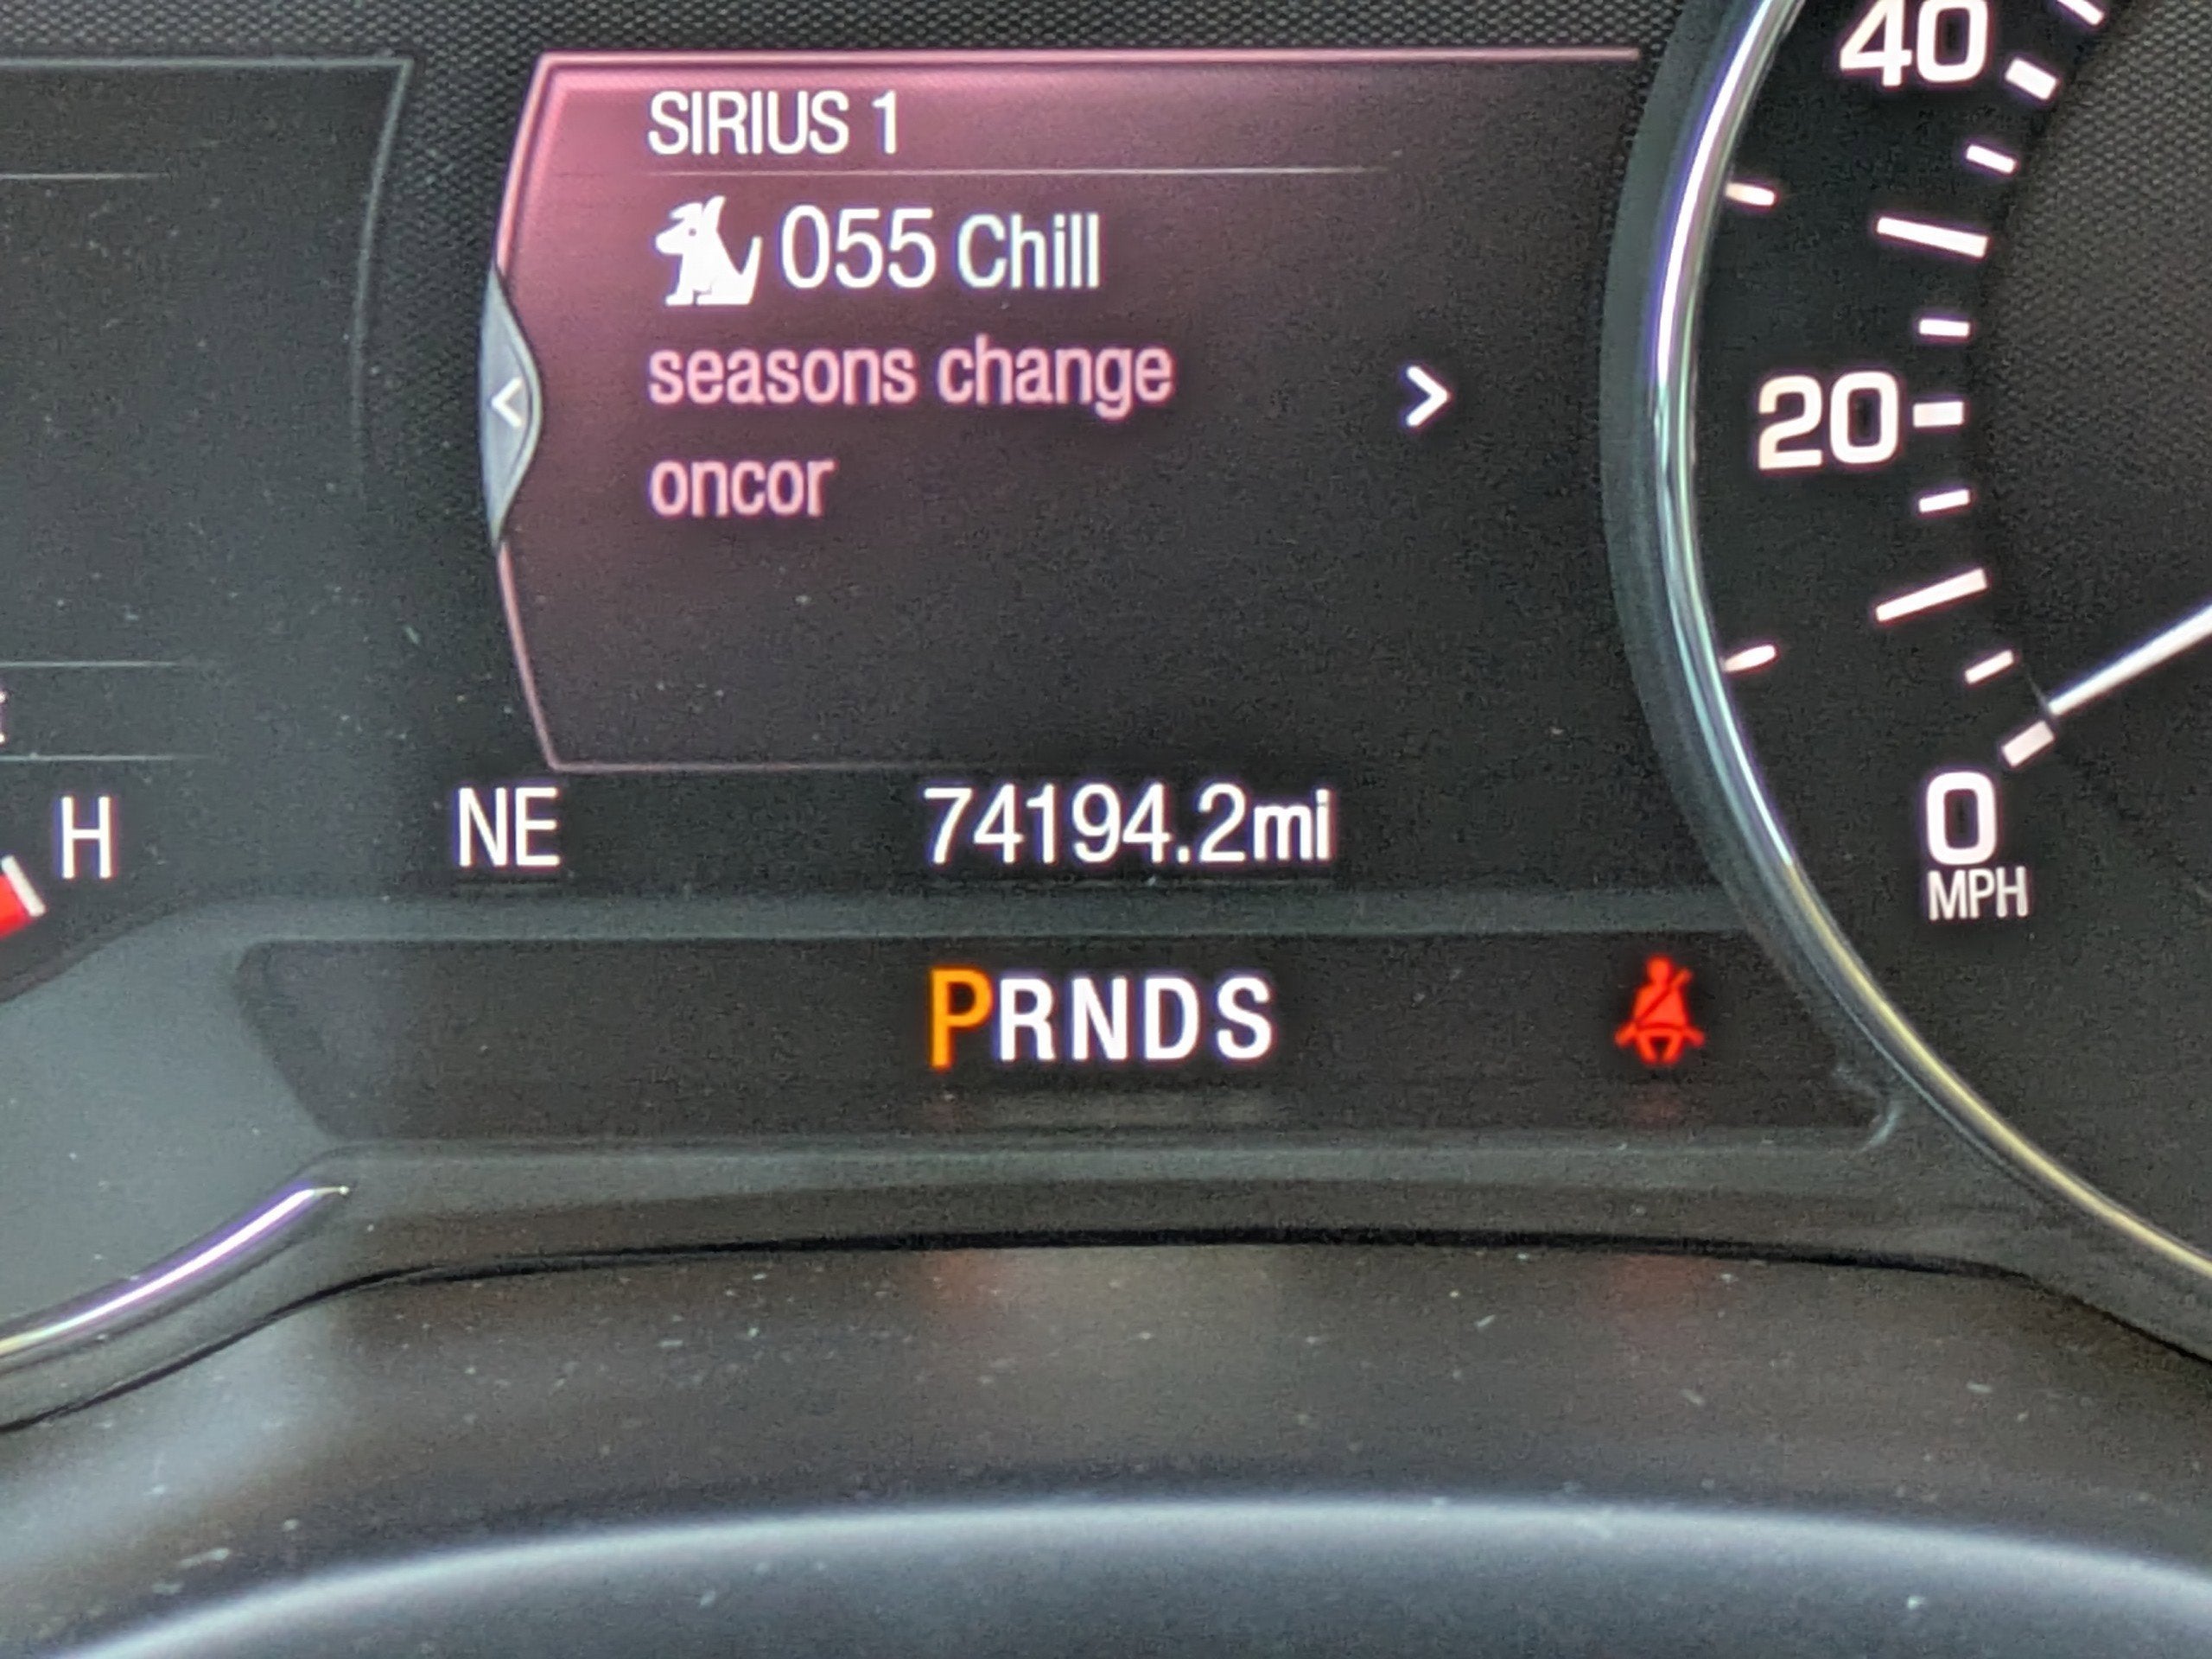 SIRIUS 1
055 Chill
seasons change
oncor
40
20
0
MPH
H
NE
74194.2mi
PRNDS